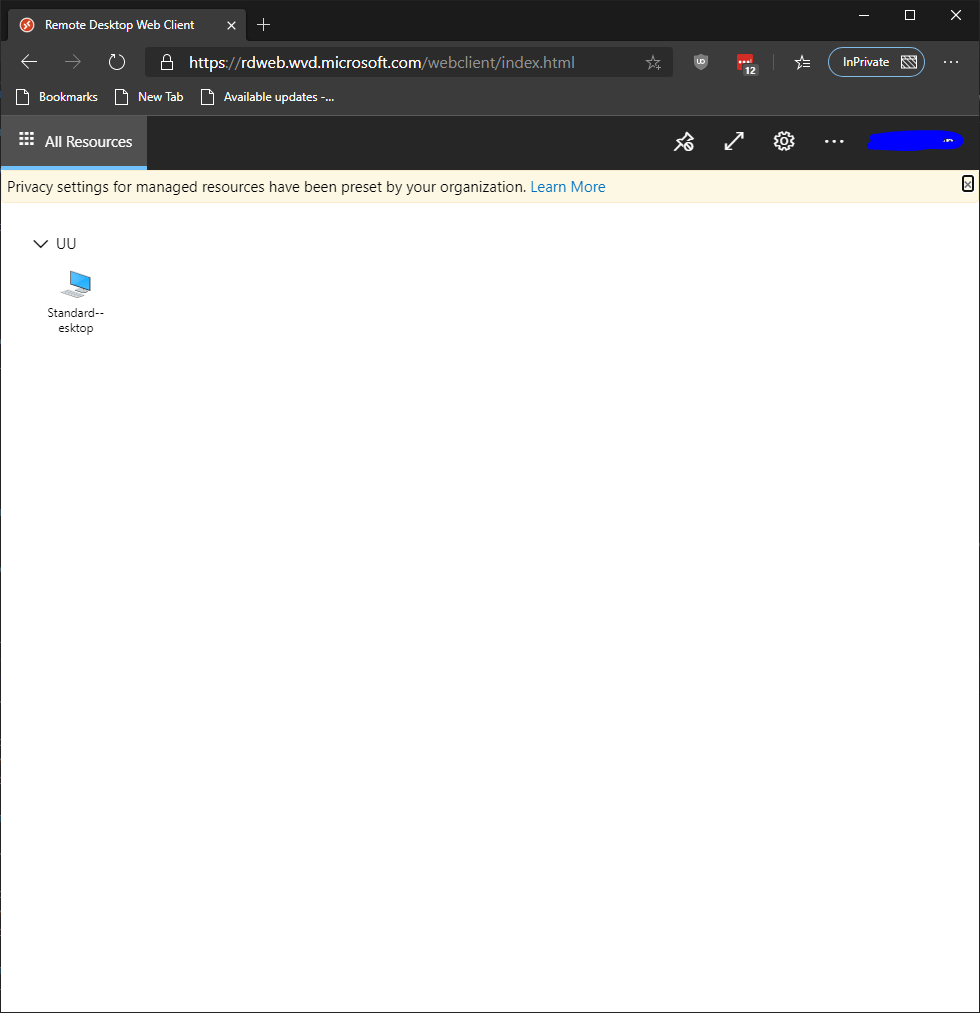 Remote Desktop Web Client
https://rdweb.wvd.microsoft.com/webclient/index.html
UD
12
InPrivate
Bookmarks
New Tab
Available updates -...
All Resources
Privacy settings for managed resources have been preset by your organization. Learn More
UU
Standard--
esktop